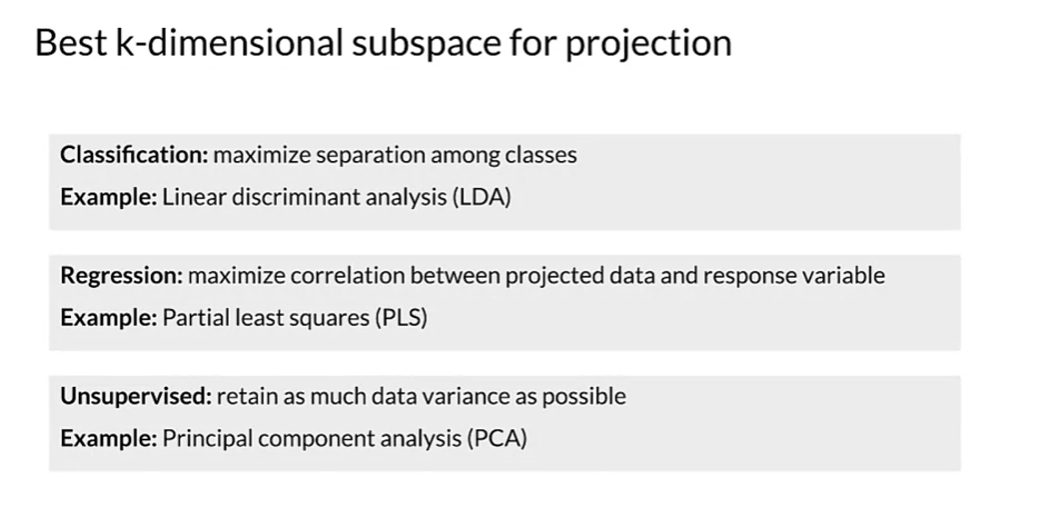 Best k-dimensional subspace for projection
Classification: maximize separation among classes
Example: Linear discriminant analysis (LDA)
Regression: maximize correlation between projected data and response variable
Example: Partial least squares (PLS)
Unsupervised: retain as much data variance as possible
Example: Principal component analysis (PCA)